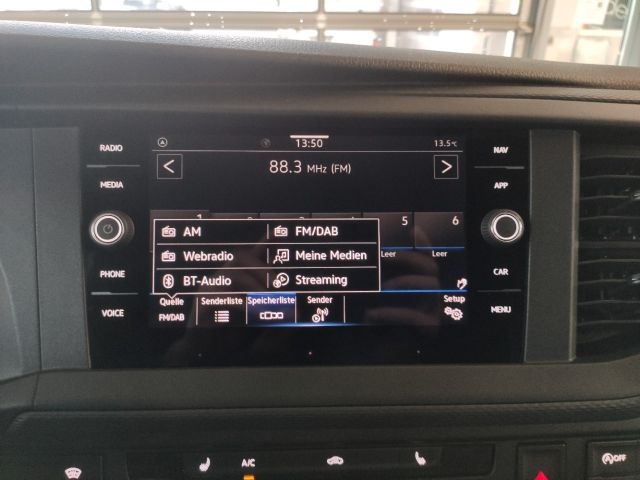 RADIO
MEDIA
PHONE
VOICE
13:50
13.5°C
88.3 MHz (FM)
5
6
Leer
Leer
AM
FM/DAB
Webradio
Meine Medien
BT-Audio
Streaming
Quelle
FM/DAB
Senderliste
Speicherliste
Sender
Setup
NAV
APP
CAR
MENU
A/C
OFF